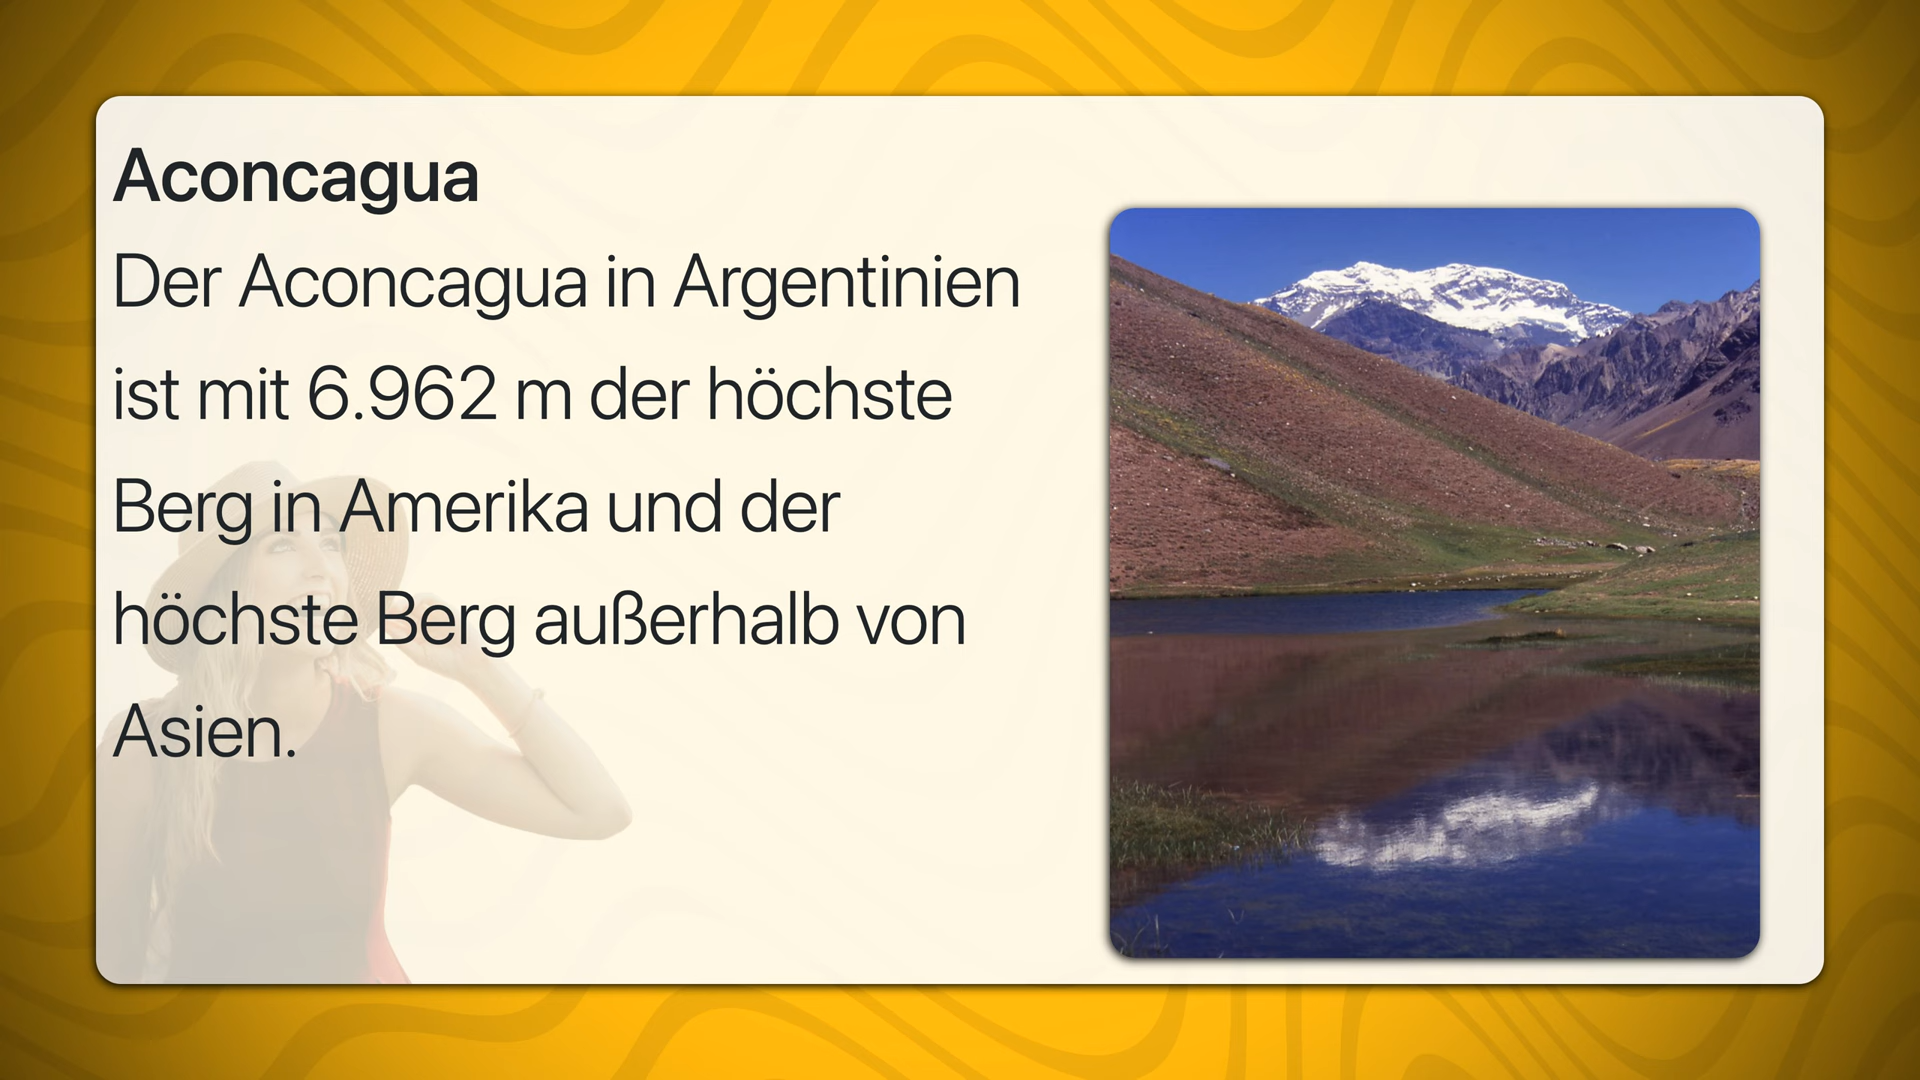 Aconcagua
Der Aconcagua in Argentinien
ist mit 6.962 m der höchste
Berg in Amerika und der
höchste Berg außerhalb von
Asien.